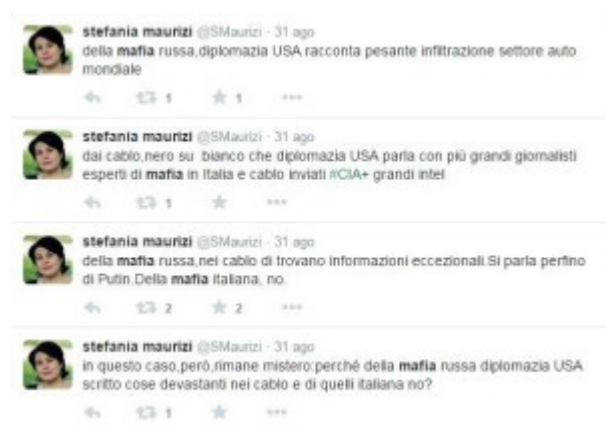 stefania maurizi @SMaurizi · 31 ago
della mafia russa,diplomazia USA racconta pesante infiltrazione settore auto
mondiale
1 1
stefania maurizi @SMaurizi · 31 ago
dai cablo,nero su bianco che diplomazia USA parla con più grandi giornalisti
esperti di mafia in Italia e cablo inviati #CIA+ grandi intel
1
stefania maurizi @SMaurizi · 31 ago
della mafia russa,nei cablo di trovano informazioni eccezionali.Si parla perfino
di Putin.Della mafia italiana, no.
2 2
stefania maurizi @SMaurizi · 31 ago
in questo caso,però,rimane mistero:perché della mafia russa diplomazia USA
scritto cose devastanti nei cablo e di quelli italiana no?
1